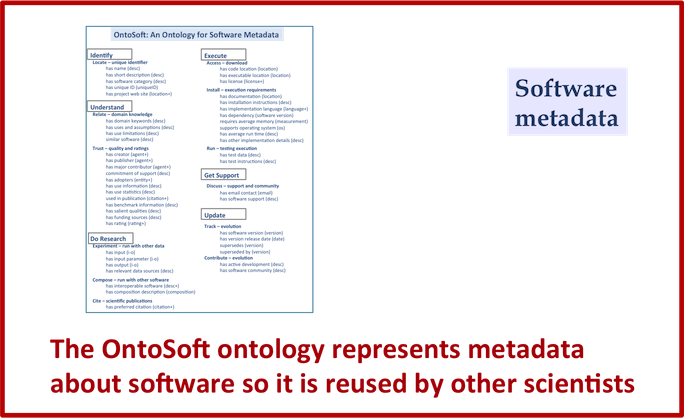 OntoSoft: An Ontology for Software Metadata
Identify
Locate – unique identifier
has name (desc)
has short description (desc)
has software category (desc)
has unique ID (uniqueID)
has project web site (location+)
Understand
Relate – domain knowledge
has domain keywords (desc)
has uses and assumptions (desc)
has use limitations (desc)
similar software (desc)
Trust – quality and ratings
has creator (agent+)
has publisher (agent+)
has major contributor (agent+)
commitment of support (desc)
has adopters (entity+)
has use information (desc)
has use statistics (desc)
used in publication (citation+)
has benchmark information (desc)
has salient qualities (desc)
has funding sources (desc)
has rating (rating+)
Do Research
Experiment – run with other data
has input (i-o)
has input parameter (i-o)
has output (i-o)
has relevant data sources (desc)
Compose – run with other software
has interoperable software (desc+)
has composition description (composition)
Cite – scientific publications
has preferred citation (citation+)
Execute
Access – download
has code location (location)
has executable location (location)
has license (license+)
Install – execution requirements
has documentation (location)
has installation instructions (desc)
has implementation language (language+)
has dependency (software version)
requires average memory (measurement)
supports operating system (os)
has average run time (desc)
has other implementation details (desc)
Run – testing execution
has test data (desc)
has test instructions (desc)
Get Support
Discuss – support and community
has email contact (email)
has software support (desc)
Update
Track – evolution
has software version (version)
has version release date (date)
supersedes (version)
superseded by (version)
Contribute – evolution
has active development (desc)
has software community (desc)
Software
metadata
The OntoSoft ontology represents metadata
about software so it is reused by other scientists